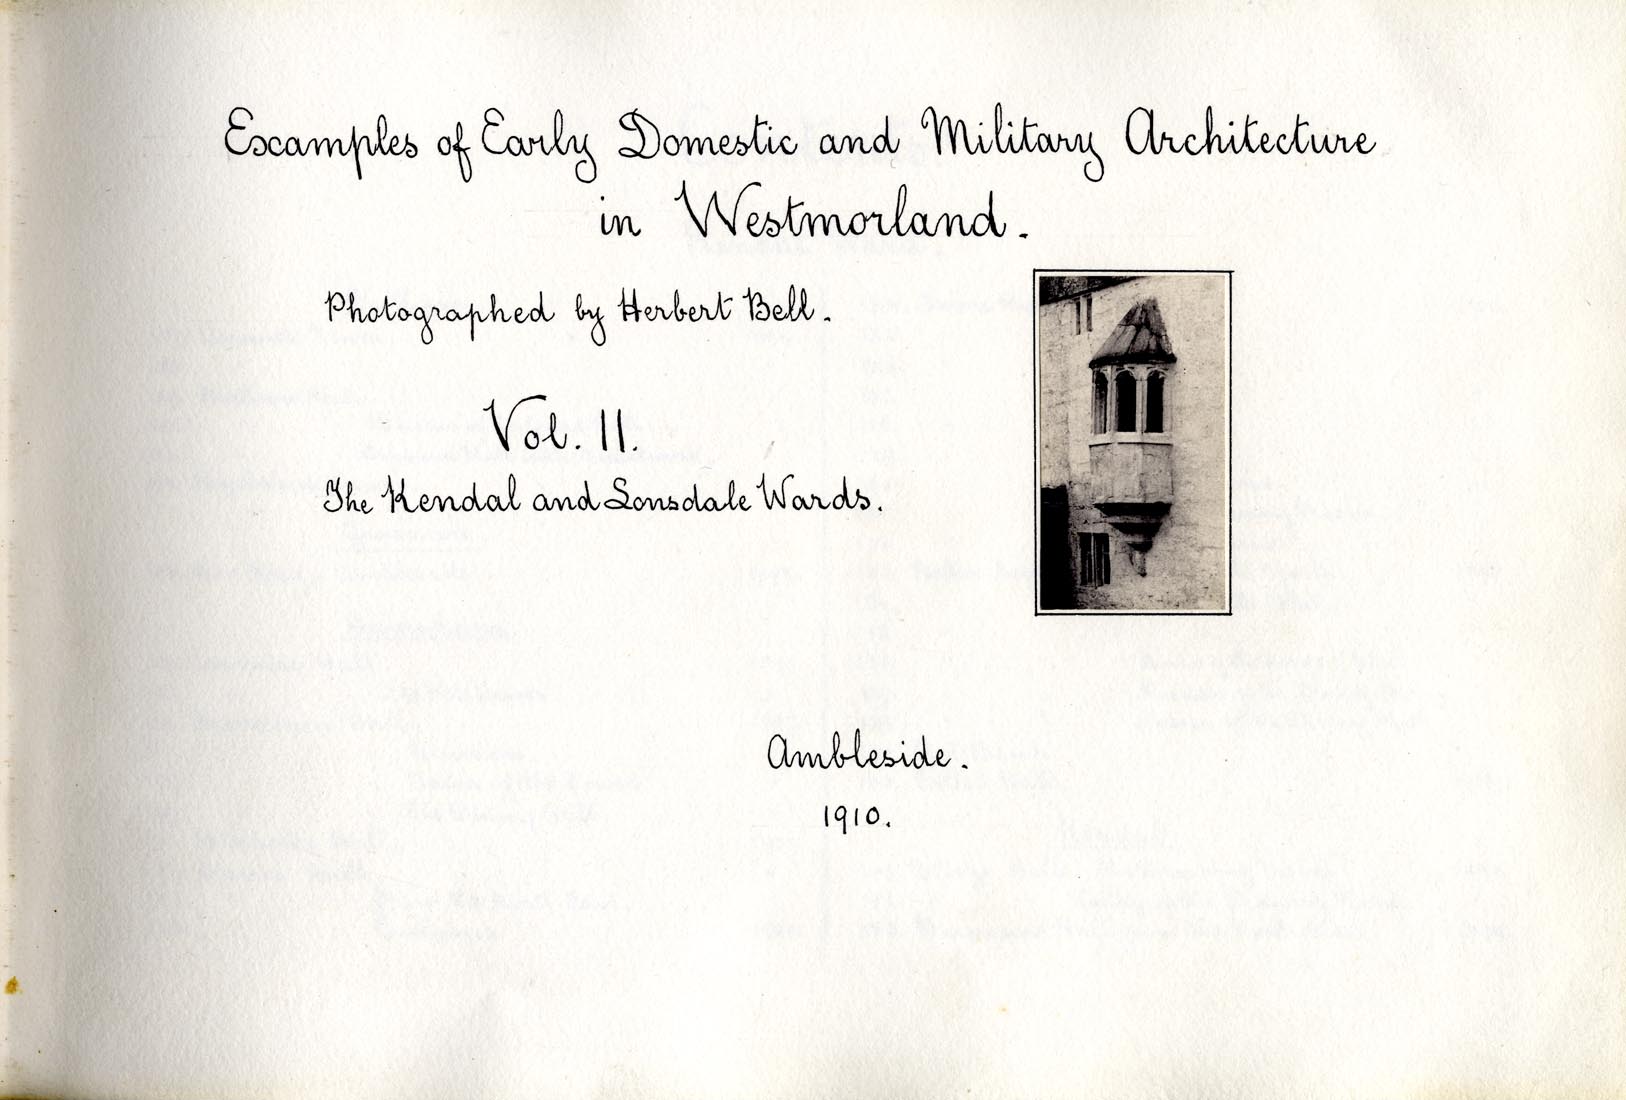 Examples of Early Domestic and Military Architecture
in Westmorland.
Photographed by Herbert Bell.
Vol. II.
The Kendal and Lonsdale Wards.
Ambleside.
1910.